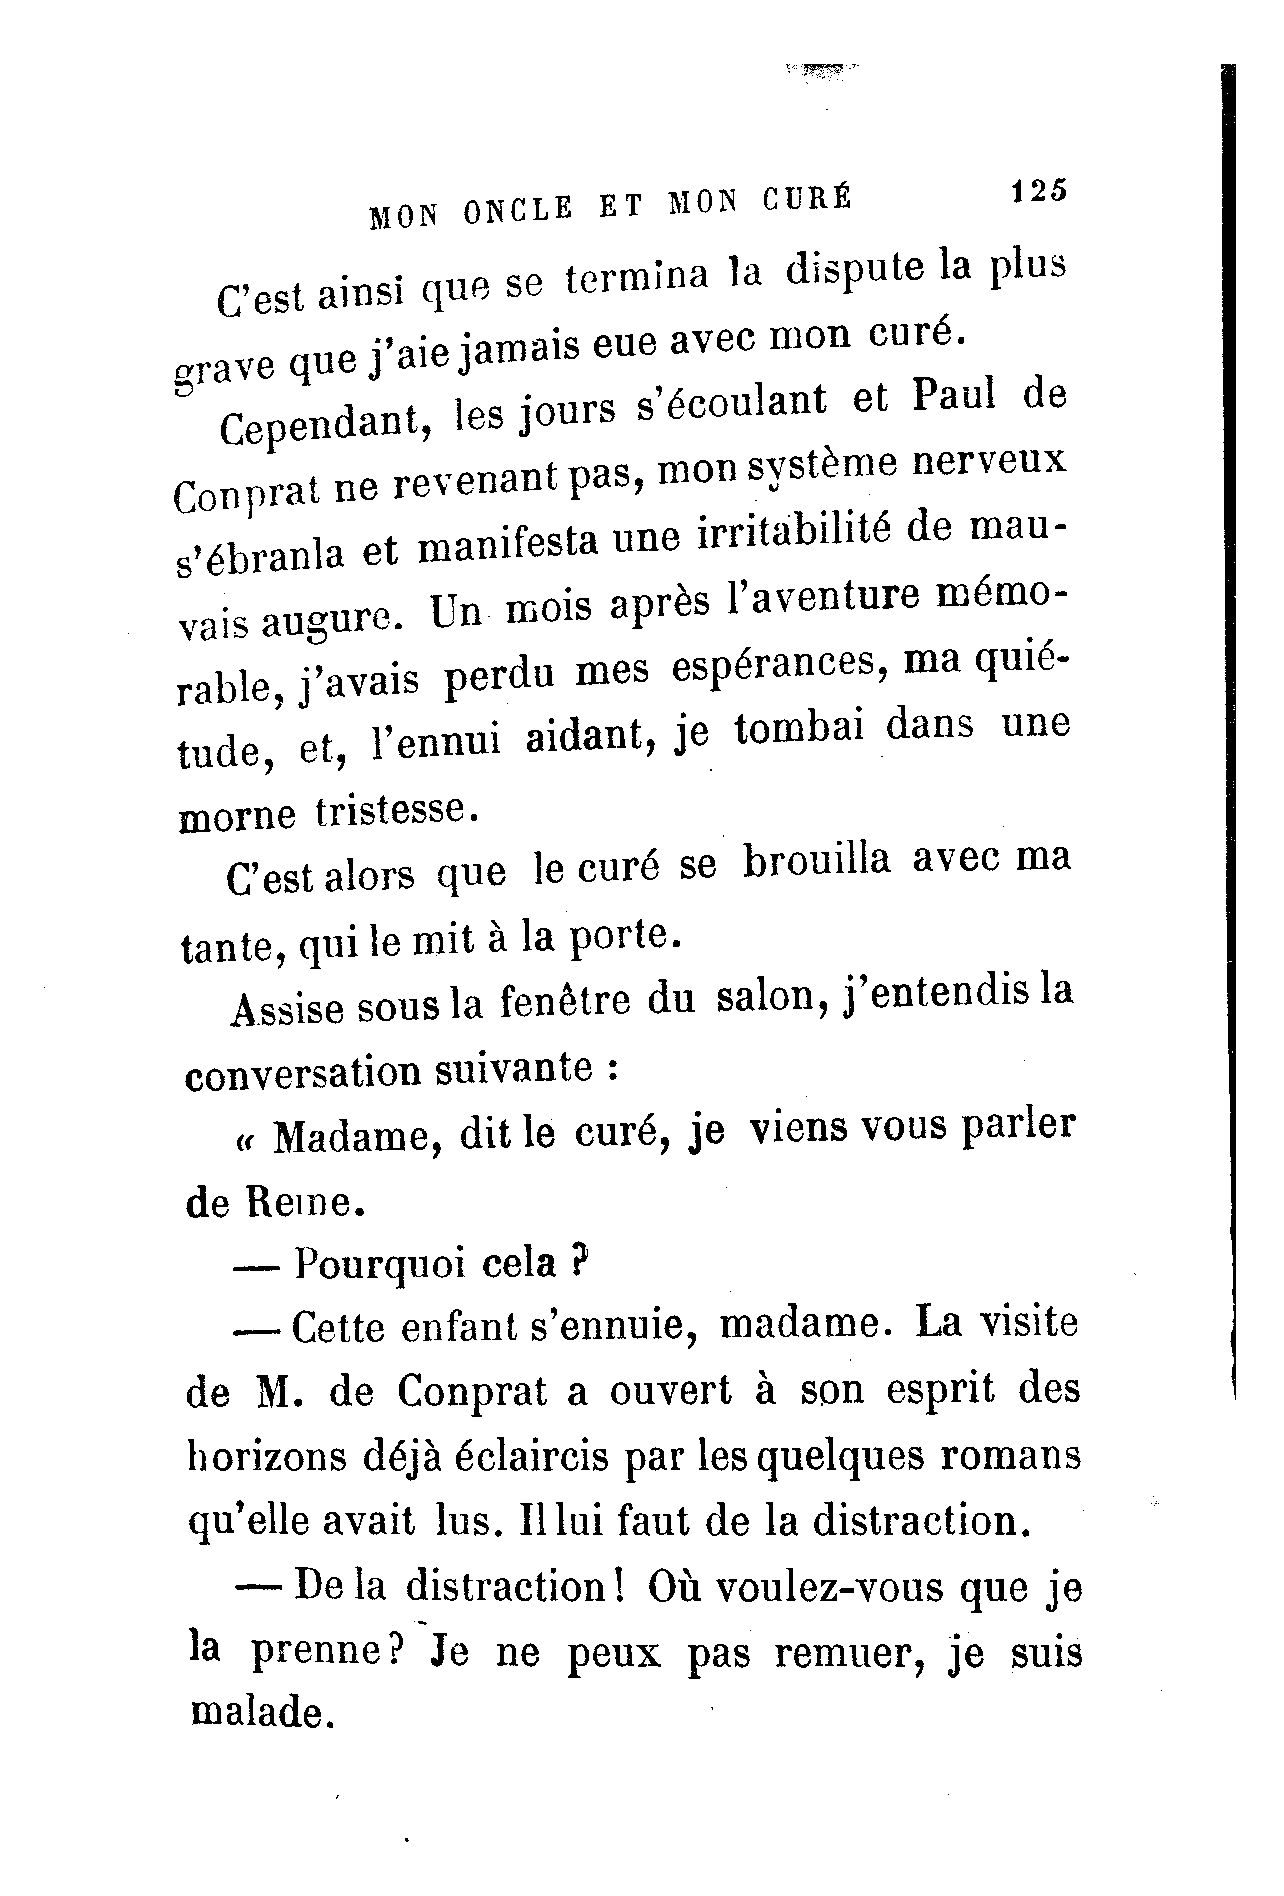 MON ONCLE ET MON CURÉ 125
C'est ainsi que se termina la dispute la plus
grave que j'aie jamais eue avec mon curé.
Cependant, les jours s'écoulant et Paul de
Conprat ne revenant pas, mon système nerveux
s'ébranla et manifesta une irritabilité de mau-
vais augure. Un mois après l'aventure mémo-
rable, j'avais perdu mes espérances, ma quié-
tude, et, l'ennui aidant, je tombai dans une
morne tristesse.
C'est alors que le curé se brouilla avec ma
tante, qui le mit à la porte.
Assise sous la fenêtre du salon, j'entendis la
conversation suivante :
« Madame, dit le curé, je viens vous parler
de Reine.
— Pourquoi cela ?
— Cette enfant s'ennuie, madame. La visite
de M. de Conprat a ouvert à son esprit des
horizons déjà éclaircis par les quelques romans
qu'elle avait lus. Il lui faut de la distraction.
— De la distraction! Où voulez-vous que je
la prenne? Je ne peux pas remuer, je suis
malade.